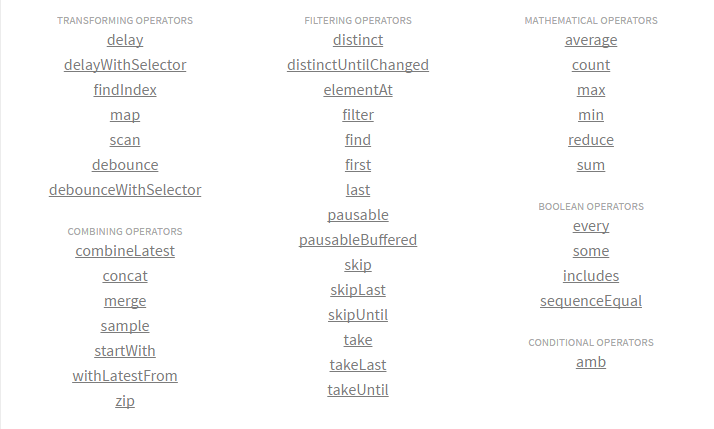 TRANSFORMING OPERATORS
delay
delayWithSelector
findIndex
map
scan
debounce
debounceWithSelector
COMBINING OPERATORS
combineLatest
concat
merge
sample
startWith
withLatestFrom
zip
FILTERING OPERATORS
distinct
distinctUntilChanged
elementAt
filter
find
first
last
pausable
pausableBuffered
skip
skipLast
skipUntil
take
takeLast
takeUntil
MATHEMATICAL OPERATORS
average
count
max
min
reduce
sum
BOOLEAN OPERATORS
every
some
includes
sequenceEqual
CONDITIONAL OPERATORS
amb